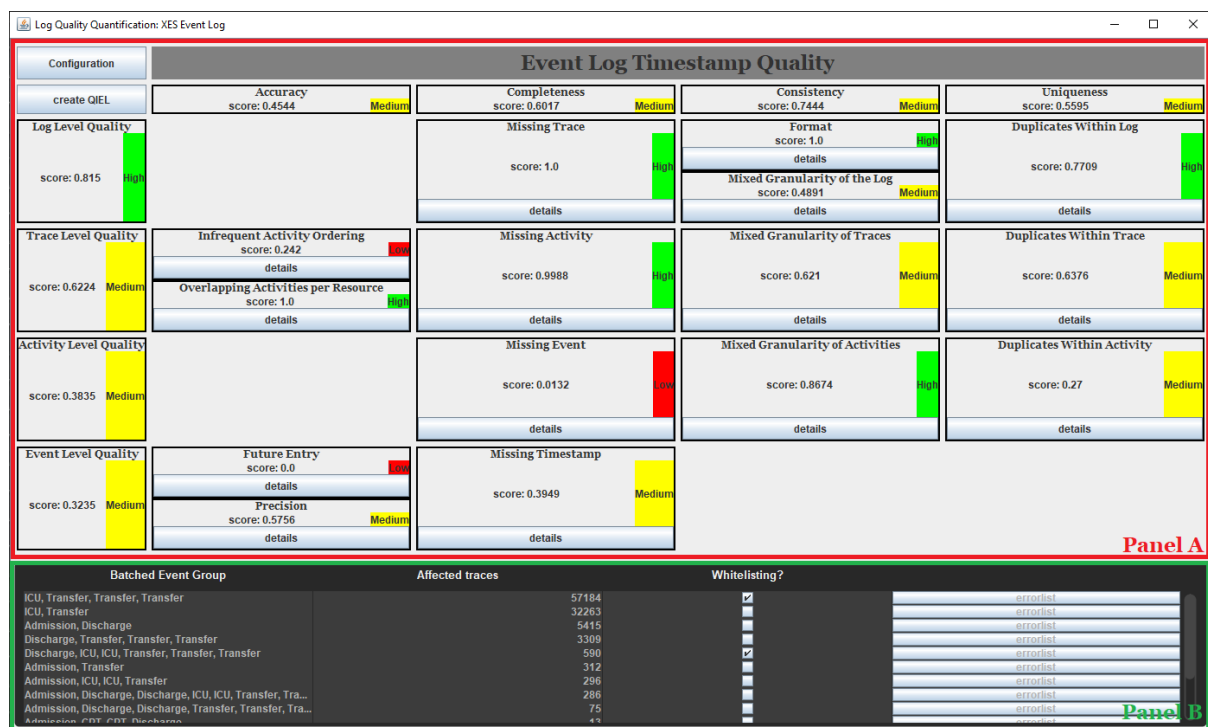 Log Quality Quantification: XES Event Log
Configuration
Event Log Timestamp Quality
create QIEL
Accuracy
score: 0.4544 Medium
Completeness
score: 0.6017 Medium
Consistency
score: 0.7444 Medium
Uniqueness
score: 0.5595 Medium
Log Level Quality
score: 0.815 High
Missing Trace
score: 1.0 High
details
Format
score: 1.0 High
details
Mixed Granularity of the Log
score: 0.4891 Medium
details
Duplicates Within Log
score: 0.7709 High
details
Trace Level Quality
score: 0.6224 Medium
Infrequent Activity Ordering
score: 0.242 Low
details
Overlapping Activities per Resource
score: 1.0 High
details
Missing Activity
score: 0.9988 High
details
Mixed Granularity of Traces
score: 0.621 Medium
details
Duplicates Within Trace
score: 0.6376 Medium
details
Activity Level Quality
score: 0.3835 Medium
Missing Event
score: 0.0132 Low
details
Mixed Granularity of Activities
score: 0.8674 High
details
Duplicates Within Activity
score: 0.27 Medium
details
Event Level Quality
score: 0.3235 Medium
Future Entry
score: 0.0 Low
details
Precision
score: 0.5756 Medium
details
Missing Timestamp
score: 0.3949 Medium
details
Panel A
Batched Event Group Affected traces Whitelisting?
ICU, Transfer, Transfer, Transfer 57184 errorlist
ICU, Transfer 32263 errorlist
Admission, Discharge 5415 errorlist
Discharge, Transfer, Transfer, Transfer 3309 errorlist
Discharge, ICU, ICU, Transfer, Transfer, Transfer 590 errorlist
Admission, Transfer 312 errorlist
Admission, ICU, ICU, Transfer 296 errorlist
Admission, Discharge, Discharge, ICU, ICU, Transfer, Tra... 286 errorlist
Admission, Discharge, Discharge, Transfer, Transfer, Tra... 75 errorlist
Admission, CPT, CPT, Discharge 13 errorlist
Panel B